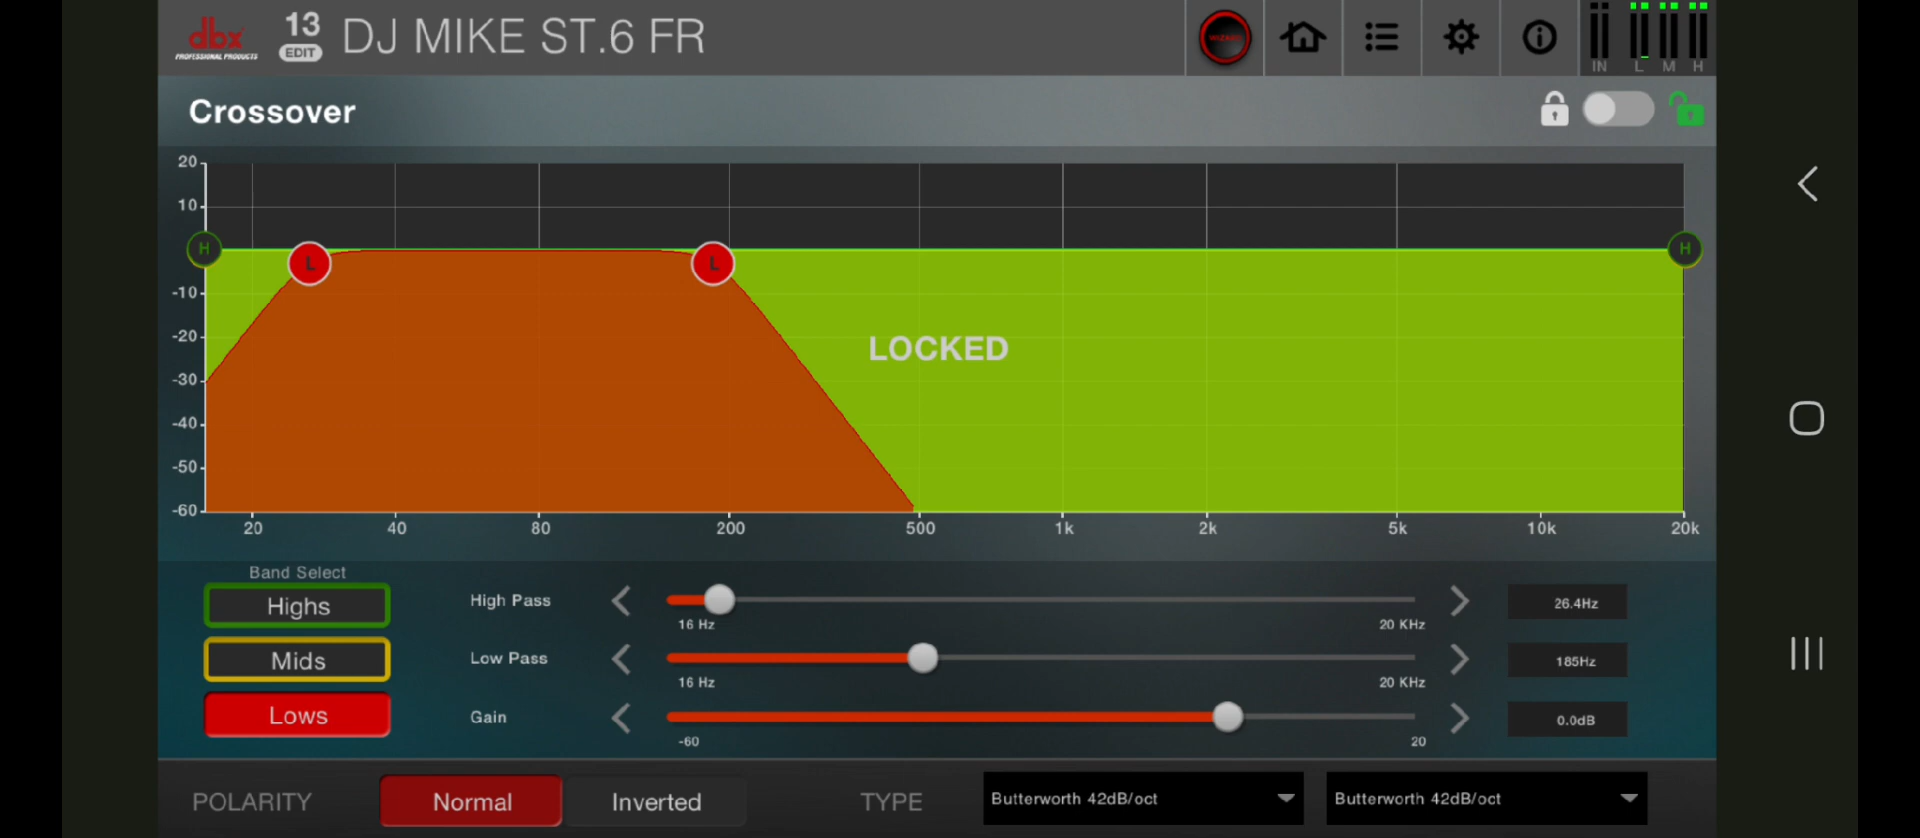 dbx
PROFESSIONAL PRODUCTS
13
EDIT
DJ MIKE ST.6 FR
WIZARD
IN L M H
Crossover
20
10
-10
-20
-30
-40
-50
-60
H
L
L
H
LOCKED
20 40 80 200 500 1k 2k 5k 10k 20k
Band Select
Highs
Mids
Lows
High Pass
16 Hz
20 KHz
26.4Hz
Low Pass
16 Hz
20 KHz
185Hz
Gain
-60
20
0.0dB
POLARITY
Normal
Inverted
TYPE
Butterworth 42dB/oct
Butterworth 42dB/oct